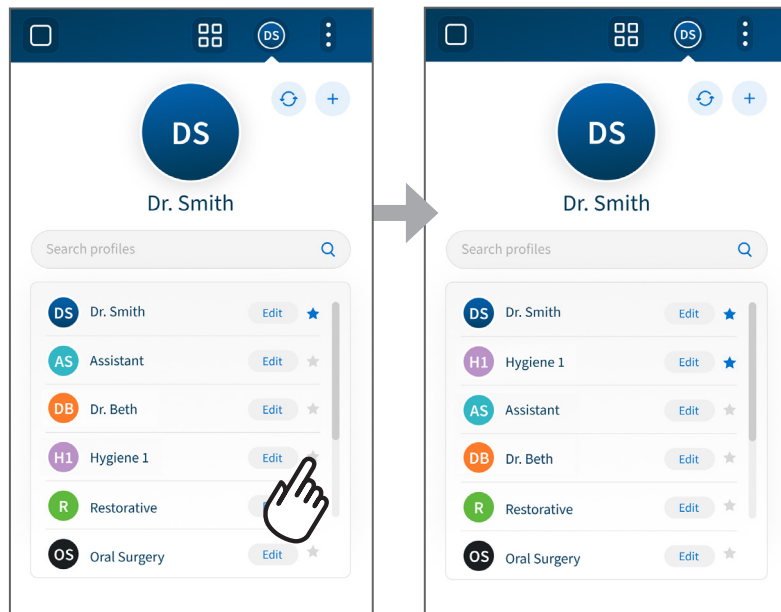 DS
DS
Dr. Smith
Search profiles
DS Dr. Smith Edit
AS Assistant Edit
DB Dr. Beth Edit
H1 Hygiene 1 Edit
R Restorative
OS Oral Surgery Edit
DS
DS
Dr. Smith
Search profiles
DS Dr. Smith Edit
H1 Hygiene 1 Edit
AS Assistant Edit
DB Dr. Beth Edit
R Restorative Edit
OS Oral Surgery Edit